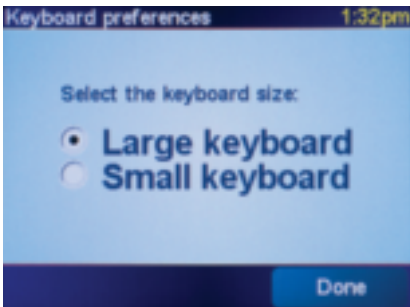 Keyboard preferences 1:32pm
Select the keyboard size:
Large keyboard
Small keyboard
Done